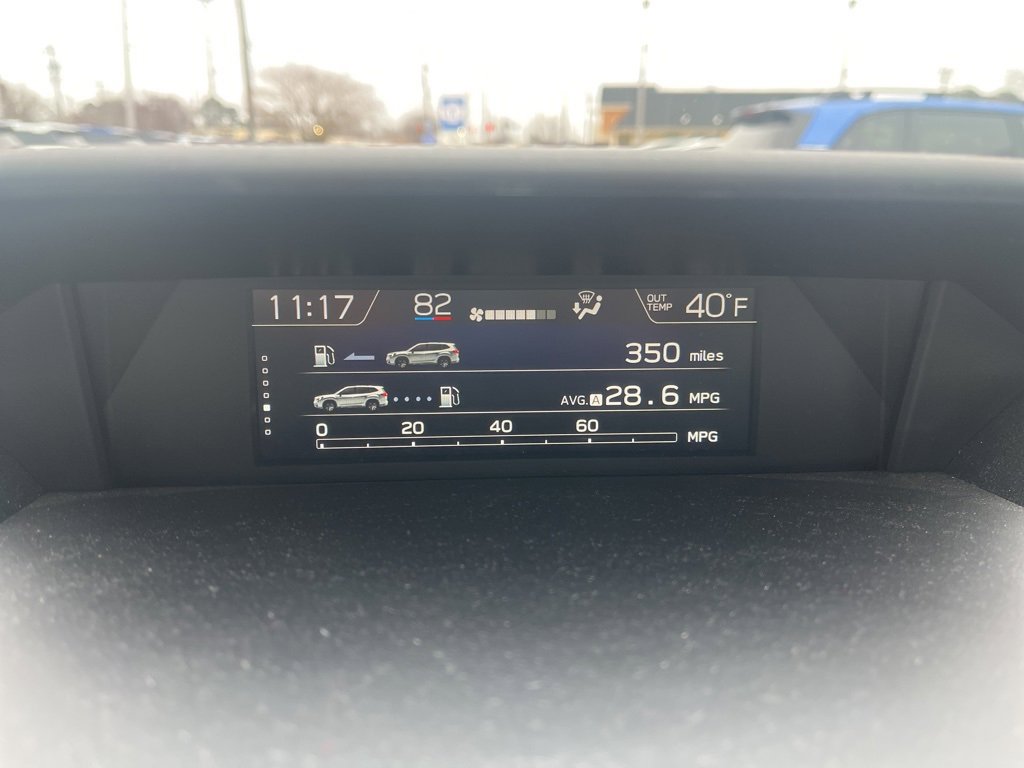 11:17 82 OUT TEMP 40°F
350 miles
AVG. A 28.6 MPG
0 20 40 60
MPG